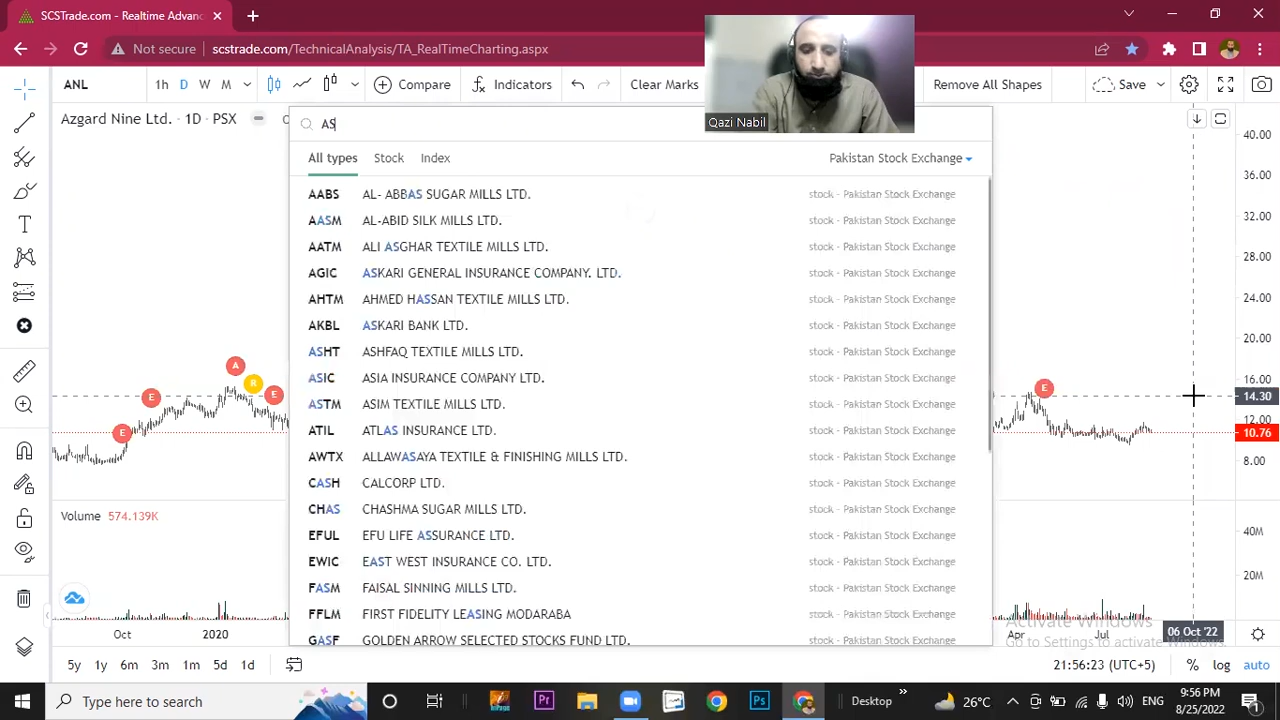 SCSTrade.com - Realtime Advanc
Not secure
scstrade.com/TechnicalAnalysis/TA_RealTimeCharting.aspx
Qazi Nabil
ANL
1h D W M
Compare
Indicators
Clear Marks
Remove All Shapes
Save
Azgard Nine Ltd. · 1D · PSX
AS
All types Stock Index
Pakistan Stock Exchange
AABS AL- ABBAS SUGAR MILLS LTD. stock - Pakistan Stock Exchange
AASM AL-ABID SILK MILLS LTD. stock - Pakistan Stock Exchange
AATM ALI ASGHAR TEXTILE MILLS LTD. stock - Pakistan Stock Exchange
AGIC ASKARI GENERAL INSURANCE COMPANY. LTD. stock - Pakistan Stock Exchange
AHTM AHMED HASSAN TEXTILE MILLS LTD. stock - Pakistan Stock Exchange
AKBL ASKARI BANK LTD. stock - Pakistan Stock Exchange
ASHT ASHFAQ TEXTILE MILLS LTD. stock - Pakistan Stock Exchange
ASIC ASIA INSURANCE COMPANY LTD. stock - Pakistan Stock Exchange
ASTM ASIM TEXTILE MILLS LTD. stock - Pakistan Stock Exchange
ATIL ATLAS INSURANCE LTD. stock - Pakistan Stock Exchange
AWTX ALLAWASAYA TEXTILE & FINISHING MILLS LTD. stock - Pakistan Stock Exchange
CASH CALCORP LTD. stock - Pakistan Stock Exchange
CHAS CHASHMA SUGAR MILLS LTD. stock - Pakistan Stock Exchange
EFUL EFU LIFE ASSURANCE LTD. stock - Pakistan Stock Exchange
EWIC EAST WEST INSURANCE CO. LTD. stock - Pakistan Stock Exchange
FASM FAISAL SINNING MILLS LTD. stock - Pakistan Stock Exchange
FFLM FIRST FIDELITY LEASING MODARABA stock - Pakistan Stock Exchange
GASF GOLDEN ARROW SELECTED STOCKS FUND LTD. stock - Pakistan Stock Exchange
40.00
36.00
32.00
28.00
24.00
20.00
16.00
14.30
12.00
10.76
8.00
40M
20M
E
E
A
R
E
E
Volume 574.139K
Oct 2020 Apr Jul 06 Oct '22
Activate Windows
Go to Settings to activate Windows.
5y 1y 6m 3m 1m 5d 1d
21:56:23 (UTC+5) % log auto
Type here to search
Pr
Ps
Desktop
26°C
9:56 PM
8/25/2022
1